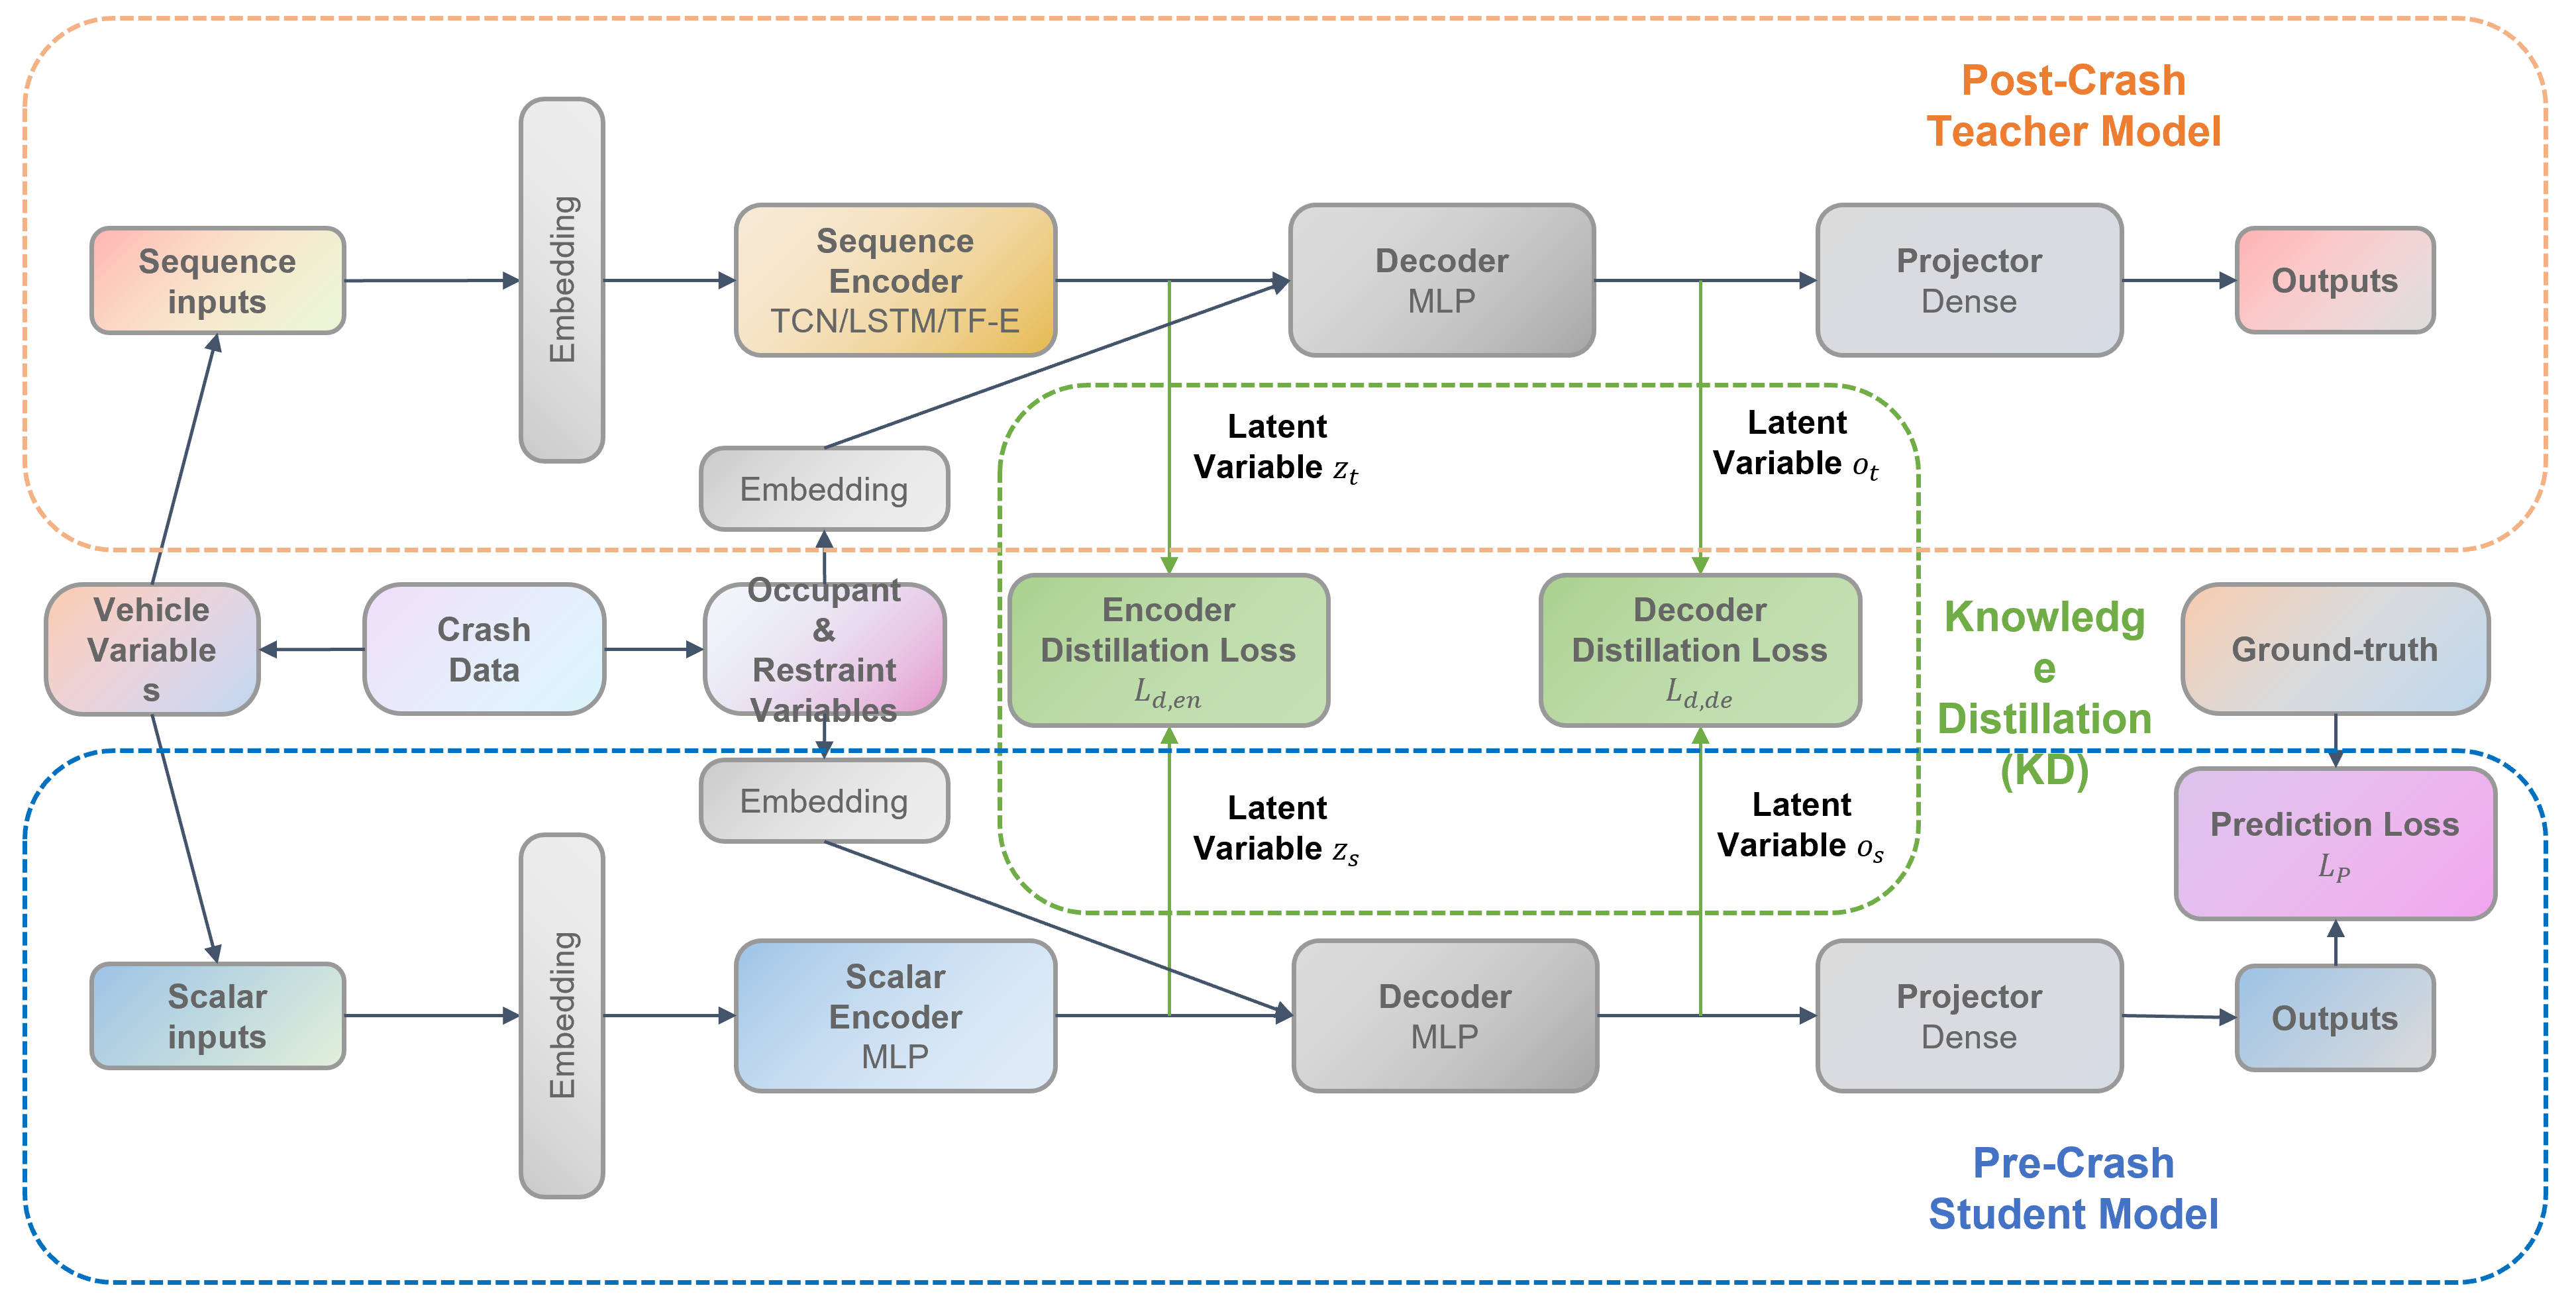 Post-Crash
Teacher Model
Sequence
inputs
Embedding
Sequence
Encoder
TCN/LSTM/TF-E
Decoder
MLP
Projector
Dense
Outputs
Embedding
Latent
Variable z_t
Latent
Variable o_t
Vehicle
Variable
s
Crash
Data
Occupant
&
Restraint
Variables
Encoder
Distillation Loss
L_{d,en}
Decoder
Distillation Loss
L_{d,de}
Knowledg
e
Distillation
(KD)
Ground-truth
Embedding
Latent
Variable z_s
Latent
Variable o_s
Prediction Loss
L_P
Scalar
inputs
Embedding
Scalar
Encoder
MLP
Decoder
MLP
Projector
Dense
Outputs
Pre-Crash
Student Model